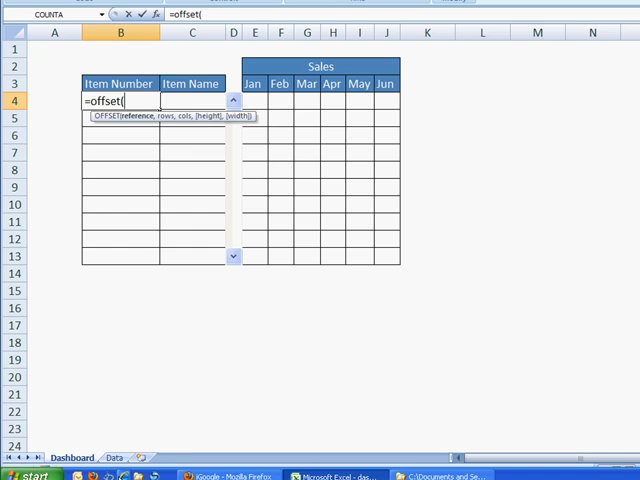 COUNTA =offset(
A B C D E F G H I J K L M N
1
2 Sales
3 Item Number Item Name Jan Feb Mar Apr May Jun
4 =offset(
5 OFFSET(reference, rows, cols, [height], [width])
6
7
8
9
10
11
12
13
14
15
16
17
18
19
20
21
22
23
24
Dashboard Data
start iGoogle - Mozilla Firefox Microsoft Excel - das... C:\Documents and Se...